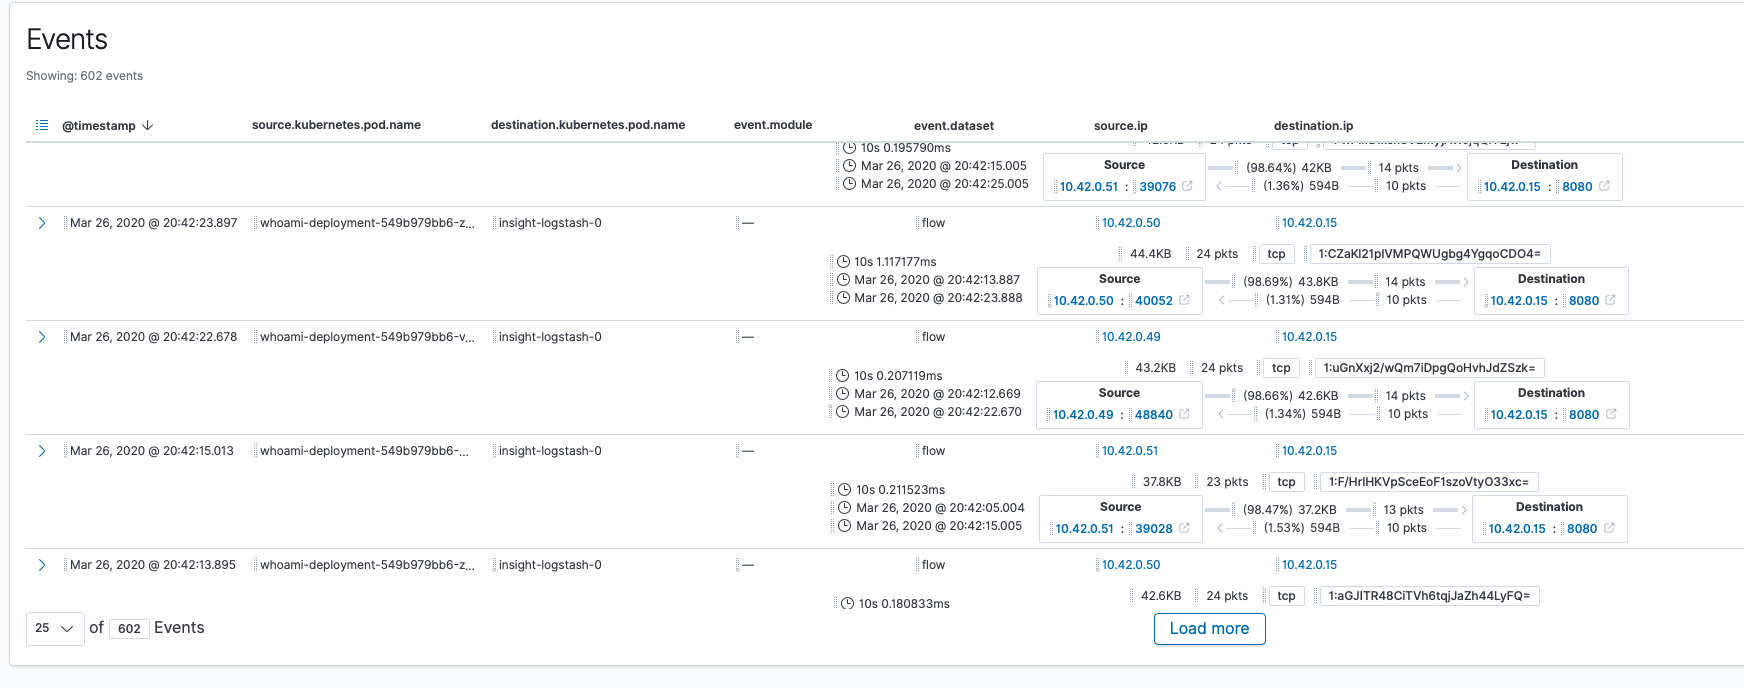 Events
Showing: 602 events
@timestamp source.kubernetes.pod.name destination.kubernetes.pod.name event.module event.dataset source.ip destination.ip
10s 0.195790ms
Mar 26, 2020 @ 20:42:15.005 Source (98.64%) 42KB 14 pkts Destination
Mar 26, 2020 @ 20:42:25.005 10.42.0.51 : 39076 (1.36%) 594B 10 pkts 10.42.0.15 : 8080
Mar 26, 2020 @ 20:42:23.897 whoami-deployment-549b979bb6-z... insight-logstash-0 — flow 10.42.0.50 10.42.0.15
44.4KB 24 pkts tcp 1:CZaKI21pIVMPQWUgbg4YgqoCDO4=
10s 1.117177ms
Mar 26, 2020 @ 20:42:13.887 Source (98.69%) 43.8KB 14 pkts Destination
Mar 26, 2020 @ 20:42:23.888 10.42.0.50 : 40052 (1.31%) 594B 10 pkts 10.42.0.15 : 8080
Mar 26, 2020 @ 20:42:22.678 whoami-deployment-549b979bb6-v... insight-logstash-0 — flow 10.42.0.49 10.42.0.15
43.2KB 24 pkts tcp 1:uGnXxj2/wQm7iDpgQoHvhJdZSzk=
10s 0.207119ms
Mar 26, 2020 @ 20:42:12.669 Source (98.66%) 42.6KB 14 pkts Destination
Mar 26, 2020 @ 20:42:22.670 10.42.0.49 : 48840 (1.34%) 594B 10 pkts 10.42.0.15 : 8080
Mar 26, 2020 @ 20:42:15.013 whoami-deployment-549b979bb6-... insight-logstash-0 — flow 10.42.0.51 10.42.0.15
37.8KB 23 pkts tcp 1:F/HrIHKVpSceEoF1szoVtyO33xc=
10s 0.211523ms
Mar 26, 2020 @ 20:42:05.004 Source (98.47%) 37.2KB 13 pkts Destination
Mar 26, 2020 @ 20:42:15.005 10.42.0.51 : 39028 (1.53%) 594B 10 pkts 10.42.0.15 : 8080
Mar 26, 2020 @ 20:42:13.895 whoami-deployment-549b979bb6-z... insight-logstash-0 — flow 10.42.0.50 10.42.0.15
42.6KB 24 pkts tcp 1:aGJITR48CiTVh6tqjJaZh44LyFQ=
10s 0.180833ms
25 of 602 Events Load more